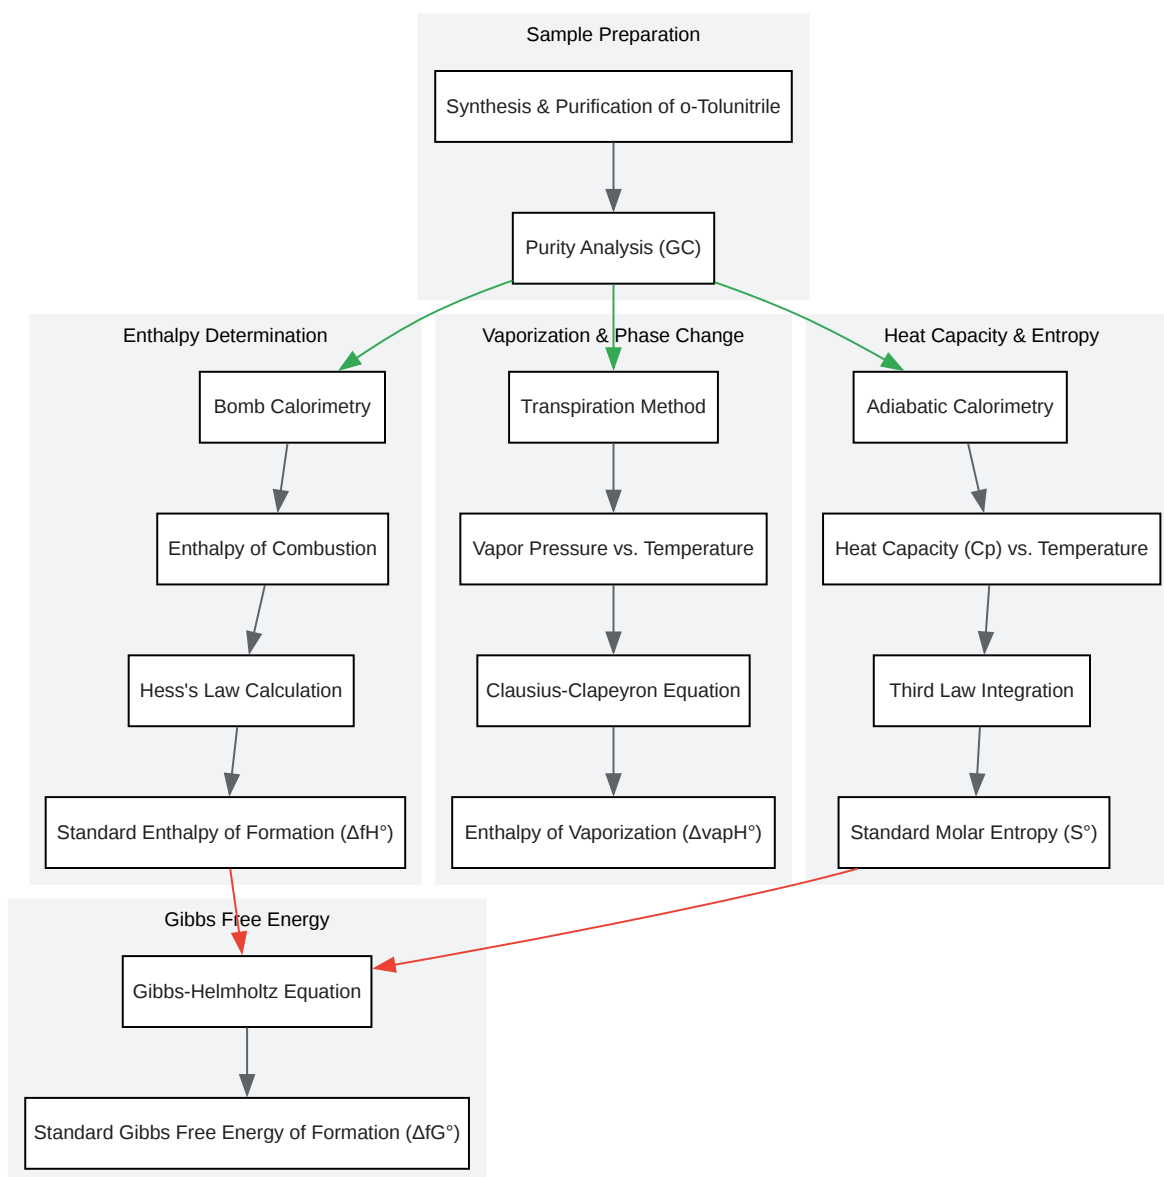 Sample Preparation
Synthesis & Purification of o-Tolunitrile
Purity Analysis (GC)
Enthalpy Determination
Bomb Calorimetry
Enthalpy of Combustion
Hess's Law Calculation
Standard Enthalpy of Formation (ΔfH°)
Vaporization & Phase Change
Transpiration Method
Vapor Pressure vs. Temperature
Clausius-Clapeyron Equation
Enthalpy of Vaporization (ΔvapH°)
Heat Capacity & Entropy
Adiabatic Calorimetry
Heat Capacity (Cp) vs. Temperature
Third Law Integration
Standard Molar Entropy (S°)
Gibbs Free Energy
Gibbs-Helmholtz Equation
Standard Gibbs Free Energy of Formation (ΔfG°)